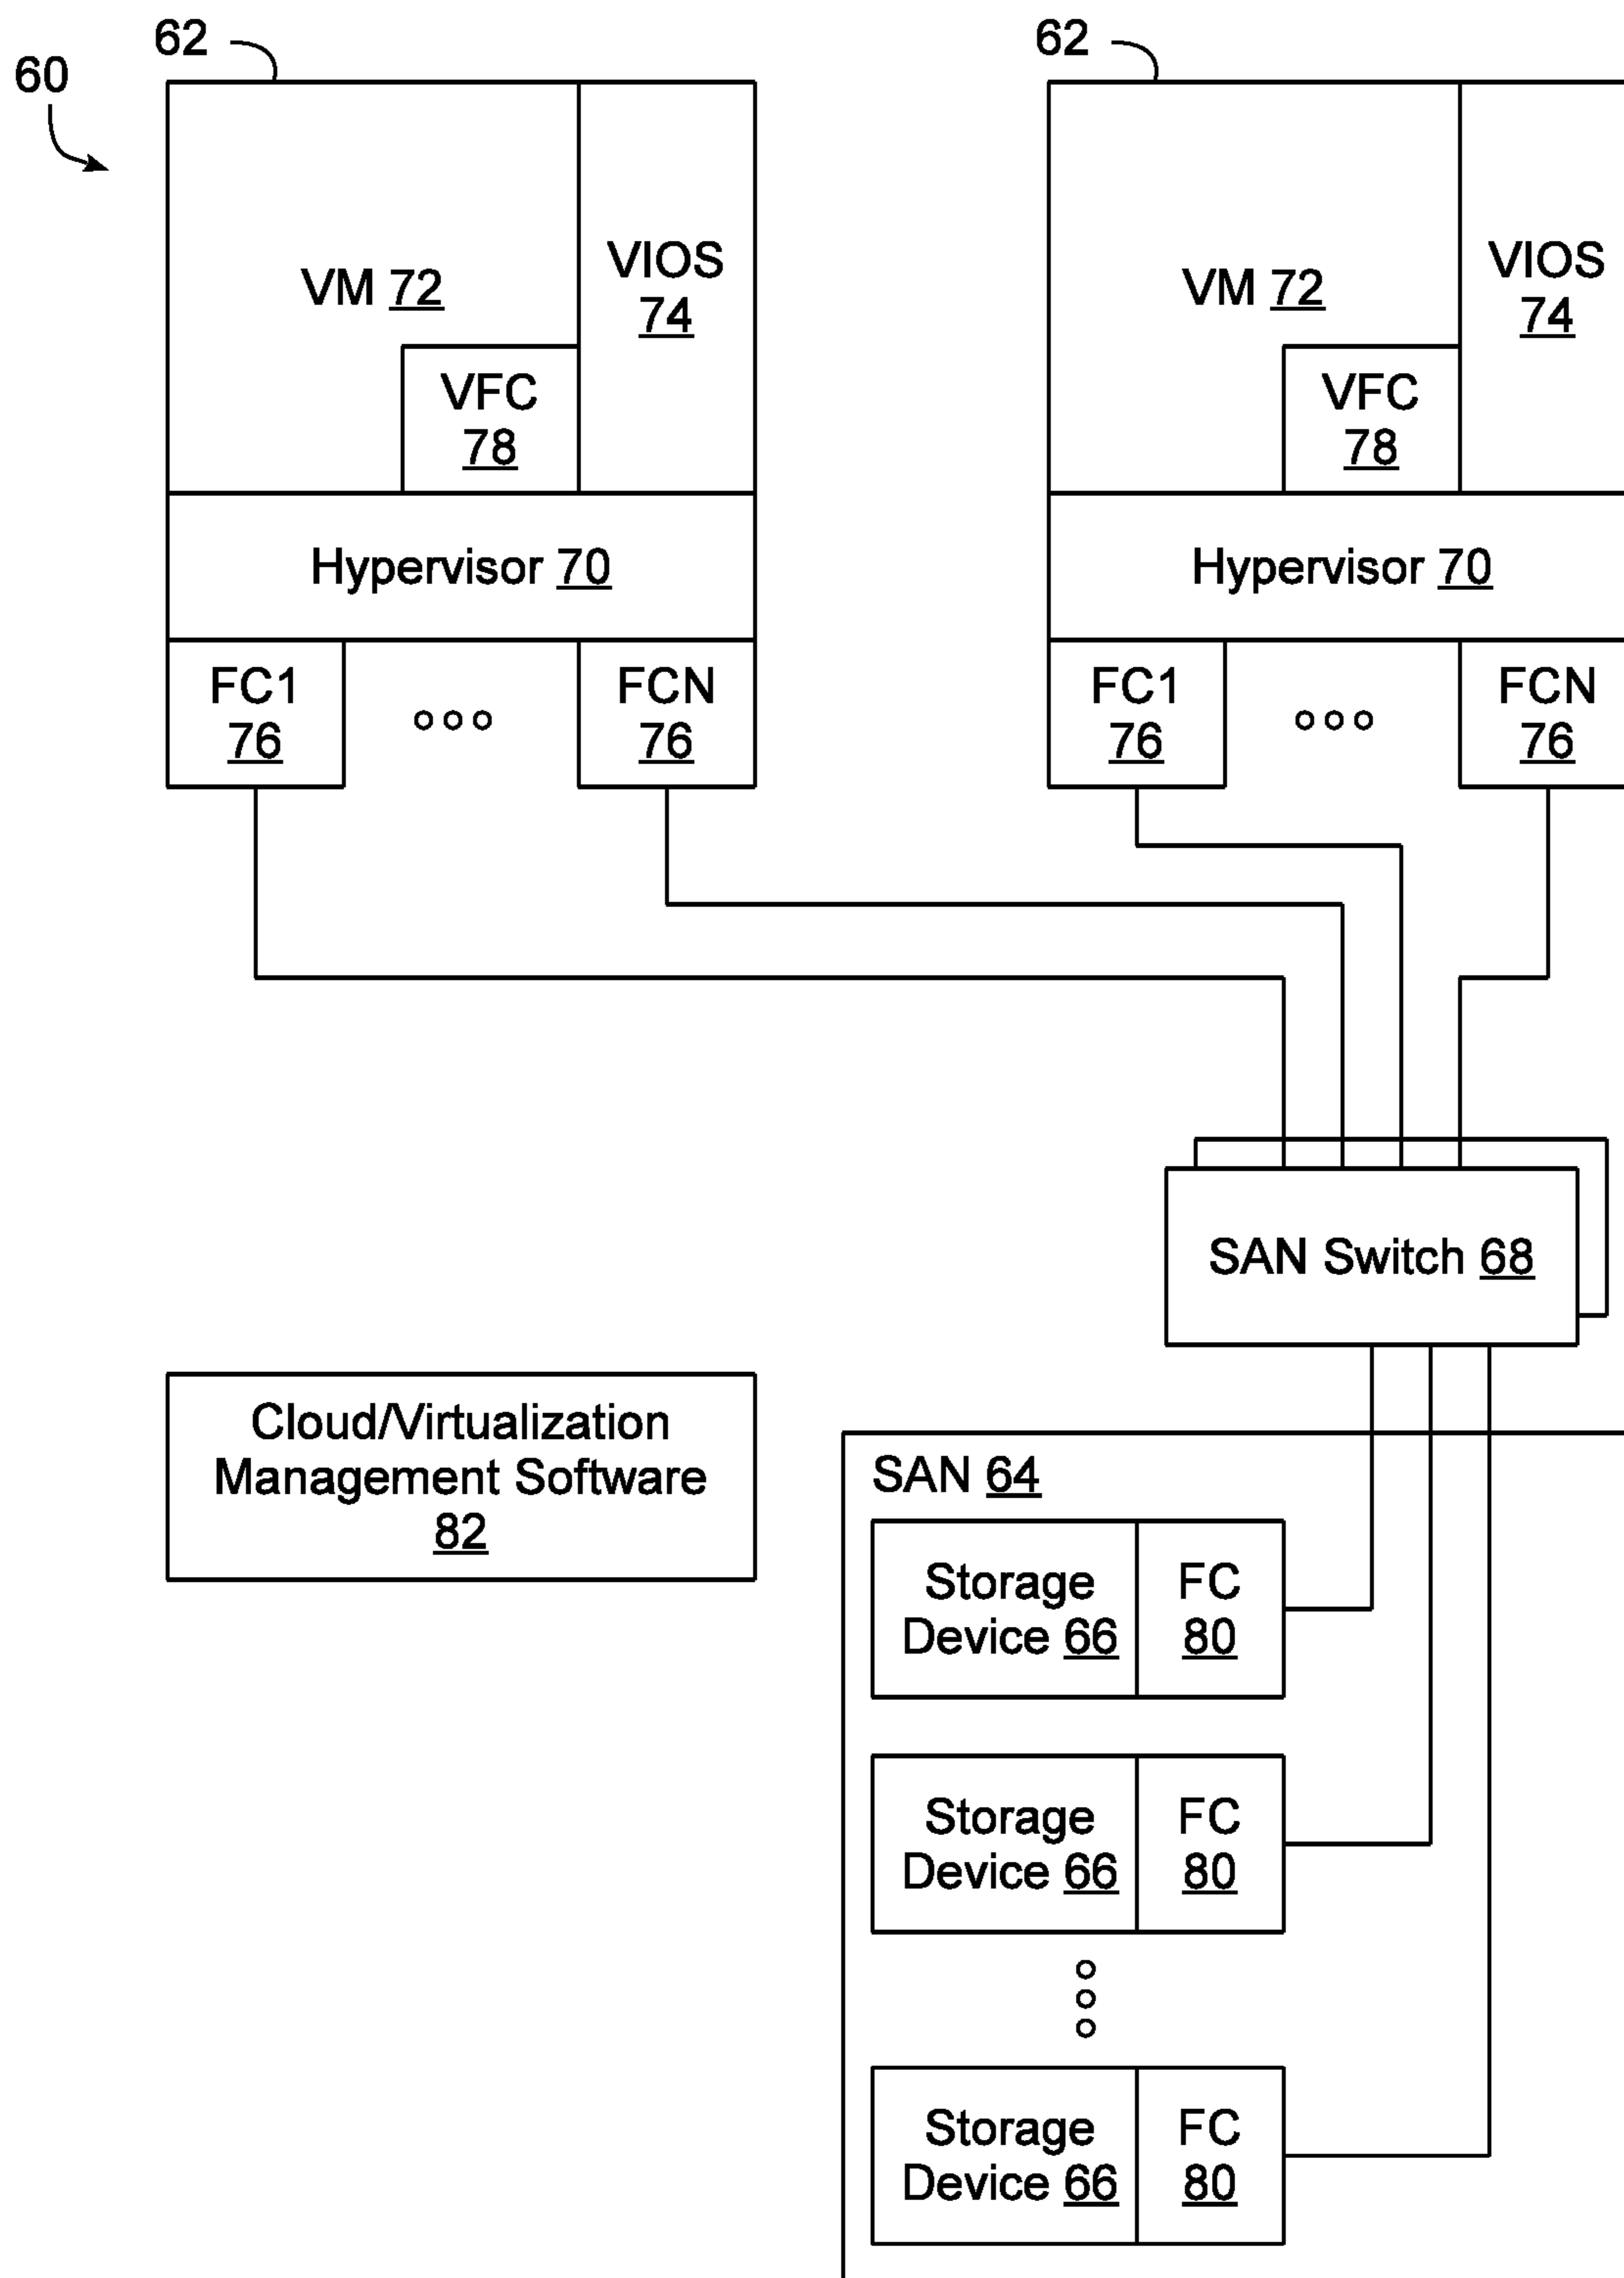 60
62
VM 72
VIOS
74
VFC
78
Hypervisor 70
FC1
76
FCN
76
62
VM 72
VIOS
74
VFC
78
Hypervisor 70
FC1
76
FCN
76
SAN Switch 68
Cloud/Virtualization
Management Software
82
SAN 64
Storage
Device 66
FC
80
Storage
Device 66
FC
80
Storage
Device 66
FC
80